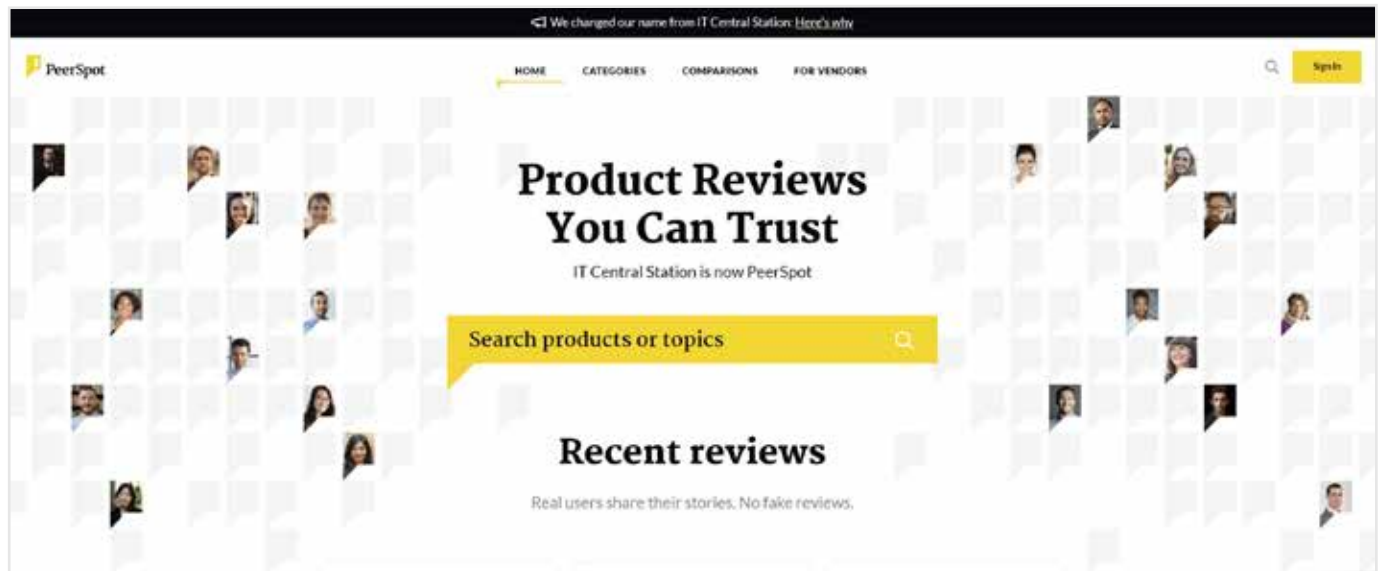 We changed our name from IT Central Station: Here's why
PeerSpot
HOME
CATEGORIES
COMPARISONS
FOR VENDORS
Sign In
Product Reviews
You Can Trust
IT Central Station is now PeerSpot
Search products or topics
Recent reviews
Real users share their stories. No fake reviews.